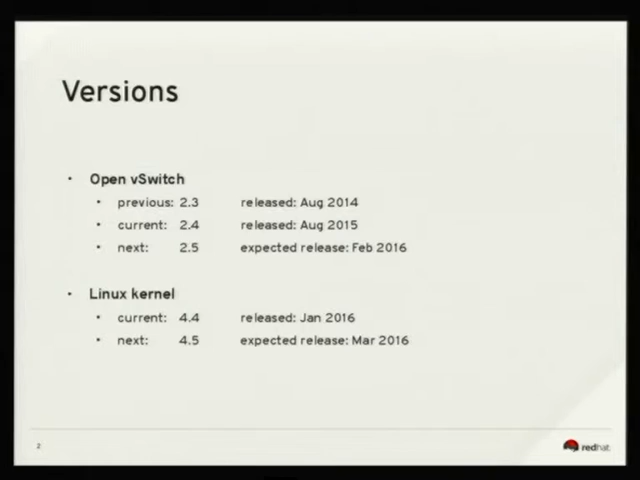 Versions
• Open vSwitch
• previous: 2.3 released: Aug 2014
• current: 2.4 released: Aug 2015
• next: 2.5 expected release: Feb 2016
• Linux kernel
• current: 4.4 released: Jan 2016
• next: 4.5 expected release: Mar 2016
2
redhat